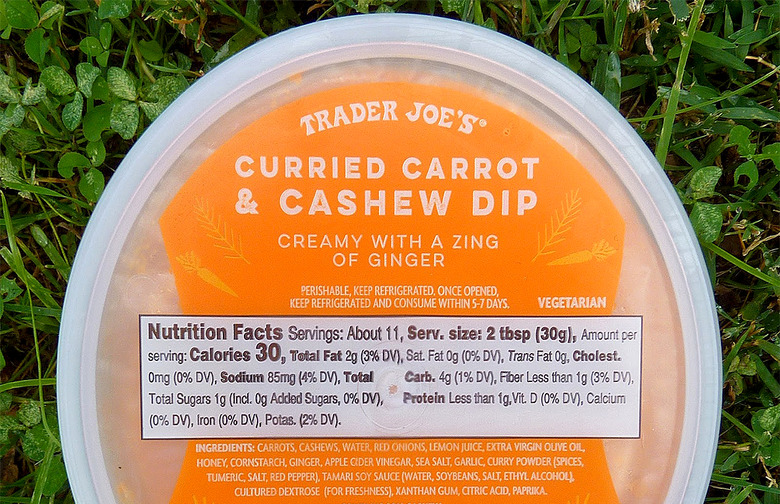 TRADER JOE'S®
CURRIED CARROT
& CASHEW DIP
CREAMY WITH A ZING
OF GINGER
PERISHABLE, KEEP REFRIGERATED. ONCE OPENED,
KEEP REFRIGERATED AND CONSUME WITHIN 5-7 DAYS.
VEGETARIAN
Nutrition Facts Servings: About 11, Serv. size: 2 tbsp (30g), Amount per
serving: Calories 30, Total Fat 2g (3% DV), Sat. Fat 0g (0% DV), Trans Fat 0g, Cholest.
0mg (0% DV), Sodium 85mg (4% DV), Total Carb. 4g (1% DV), Fiber Less than 1g (3% DV),
Total Sugars 1g (Incl. 0g Added Sugars, 0% DV), Protein Less than 1g,Vit. D (0% DV), Calcium
(0% DV), Iron (0% DV), Potas. (2% DV).
INGREDIENTS: CARROTS, CASHEWS, WATER, RED ONIONS, LEMON JUICE, EXTRA VIRGIN OLIVE OIL,
HONEY, CORNSTARCH, GINGER, APPLE CIDER VINEGAR, SEA SALT, GARLIC, CURRY POWDER (SPICES,
TUMERIC, SALT, RED PEPPER), TAMARI SOY SAUCE (WATER, SOYBEANS, SALT, ETHYL ALCOHOL),
CULTURED DEXTROSE (FOR FRESHNESS), XANTHAN GUM, CITRIC ACID, PAPRIKA.